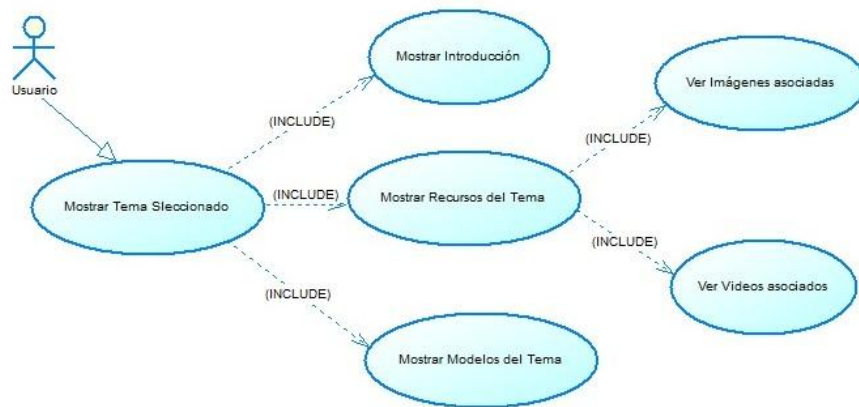 Mostrar Introducción
Ver Imágenes asociadas
Usuario
(INCLUDE)
(INCLUDE)
(INCLUDE)
Mostrar Tema Sleccionado
Mostrar Recursos del Tema
(INCLUDE)
(INCLUDE)
Ver Videos asociados
Mostrar Modelos del Tema